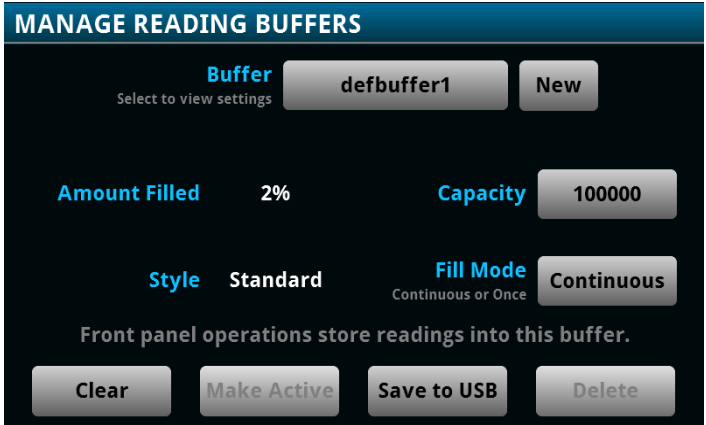 MANAGE READING BUFFERS
Buffer
Select to view settings
defbuffer1
New
Amount Filled
2%
Capacity
100000
Style
Standard
Fill Mode
Continuous or Once
Continuous
Front panel operations store readings into this buffer.
Clear
Make Active
Save to USB
Delete